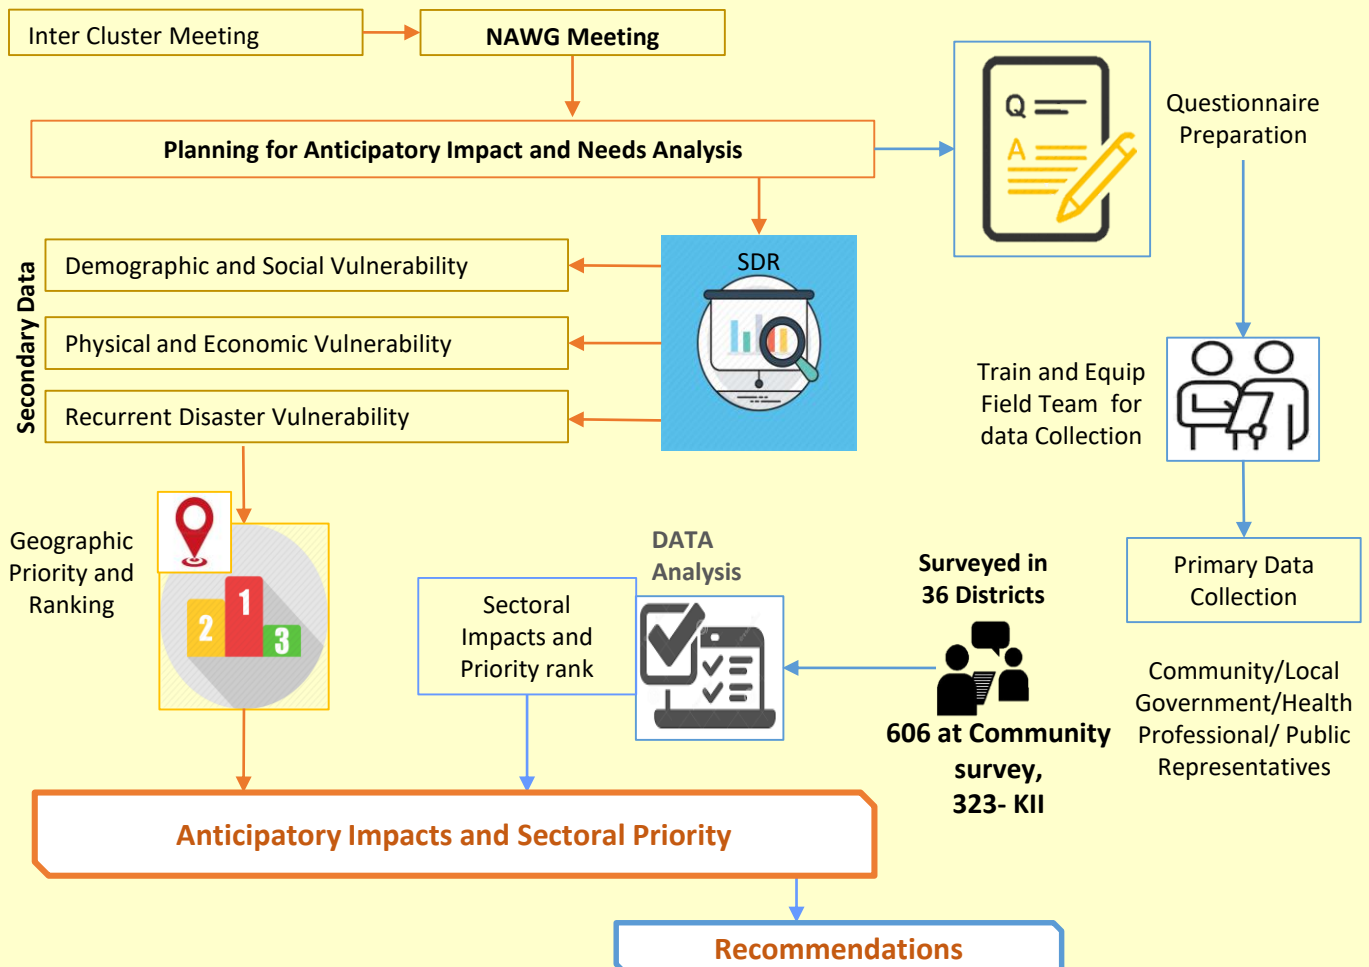 Inter Cluster Meeting
NAWG Meeting
Planning for Anticipatory Impact and Needs Analysis
Q
A
Questionnaire
Preparation
Secondary Data
Demographic and Social Vulnerability
Physical and Economic Vulnerability
Recurrent Disaster Vulnerability
SDR
Train and Equip
Field Team for
data Collection
Geographic
Priority and
Ranking
1
2
3
Sectoral
Impacts and
Priority rank
DATA
Analysis
Surveyed in
36 Districts
606 at Community
survey,
323- KII
Primary Data
Collection
Community/Local
Government/Health
Professional/ Public
Representatives
Anticipatory Impacts and Sectoral Priority
Recommendations